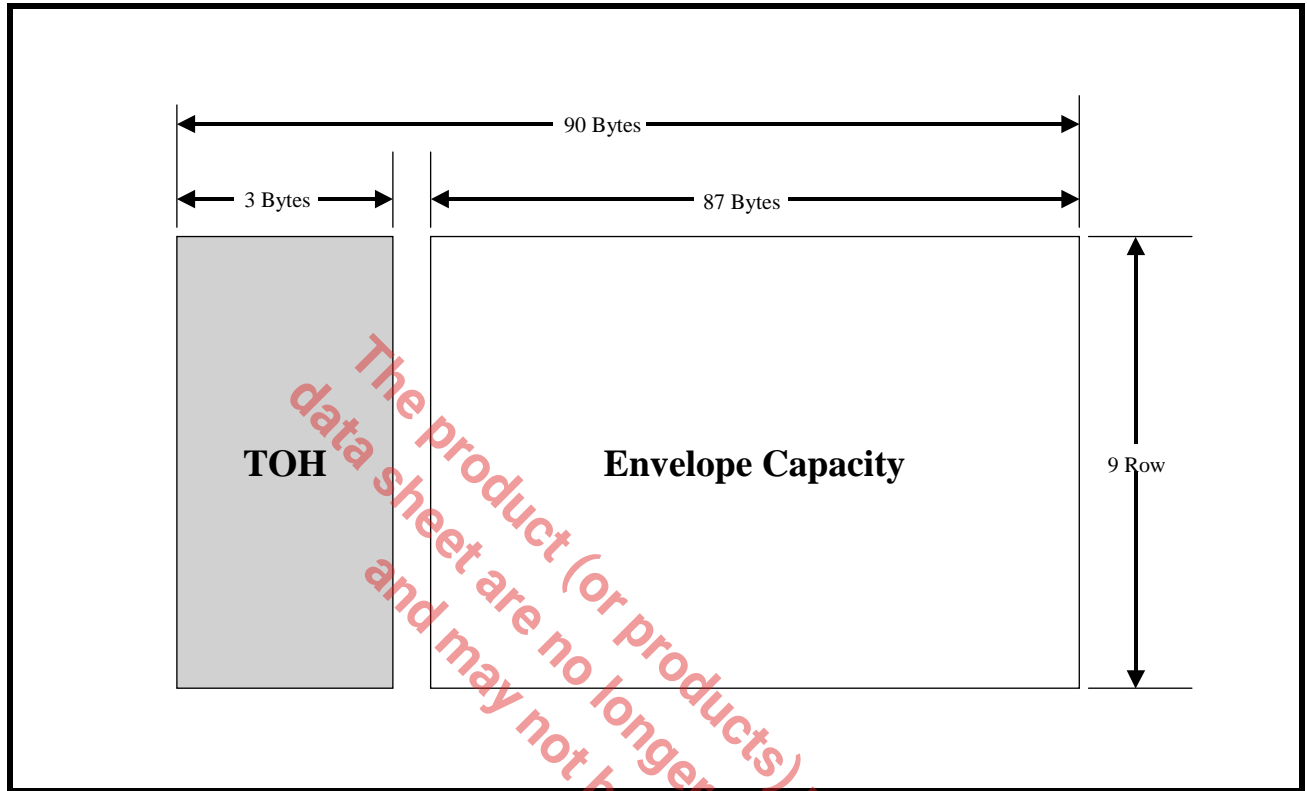 90 Bytes
3 Bytes
87 Bytes
TOH
Envelope Capacity
9 Row
The product (or products)
data sheet are no longer
and may not